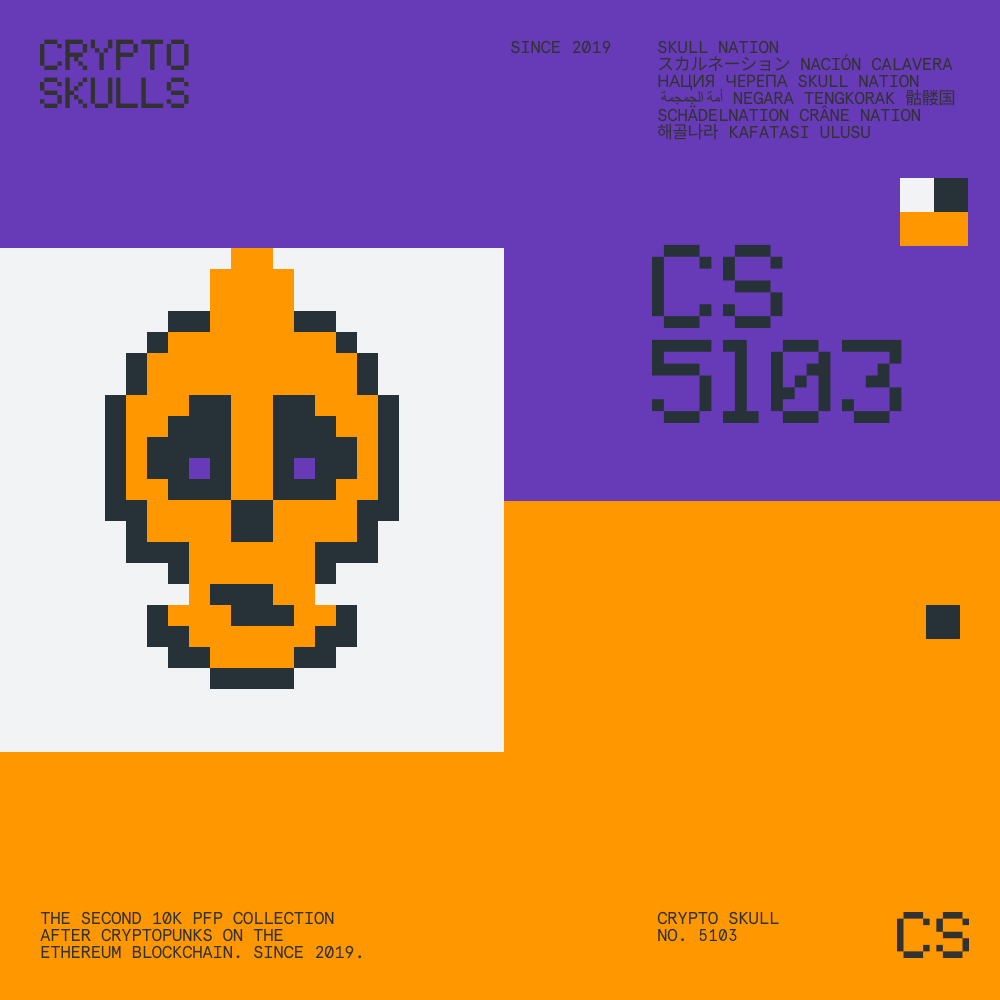 CRYPTO
SKULLS
SINCE 2019
SKULL NATION
スカルネーション NACIÓN CALAVERA
НАЦИЯ ЧЕРЕПА SKULL NATION
أمة الجمجمة NEGARA TENGKORAK 骷髅国
SCHÄDELNATION CRÂNE NATION
해골나라 KAFATASI ULUSU
CS
5103
THE SECOND 10K PFP COLLECTION
AFTER CRYPTOPUNKS ON THE
ETHEREUM BLOCKCHAIN. SINCE 2019.
CRYPTO SKULL
NO. 5103
CS